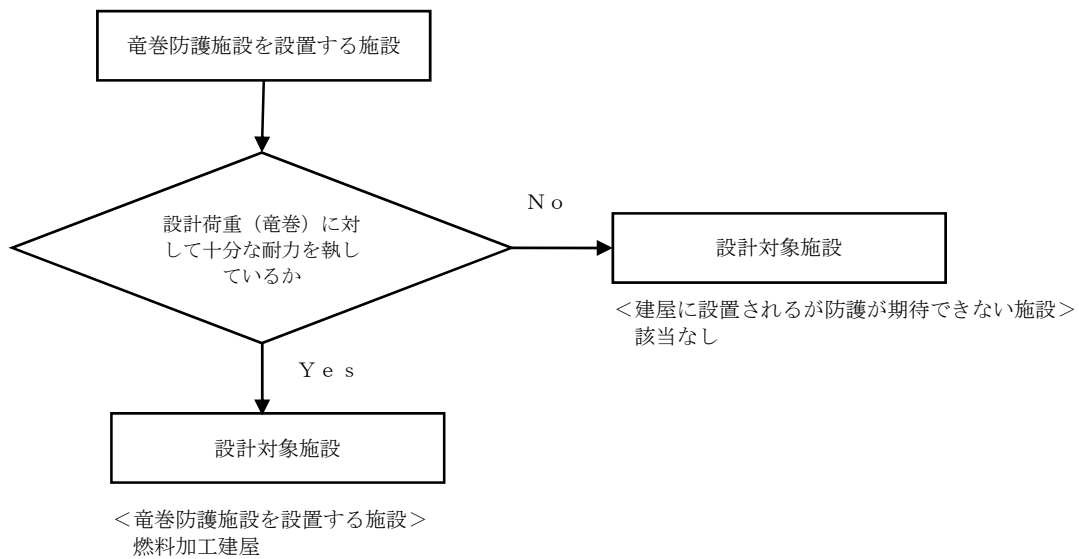 竜巻防護施設を設置する施設
設計荷重（竜巻）に対
して十分な耐力を執し
ているか
Ｎｏ
設計対象施設
＜建屋に設置されるが防護が期待できない施設＞
該当なし
Ｙｅｓ
設計対象施設
＜竜巻防護施設を設置する施設＞
燃料加工建屋